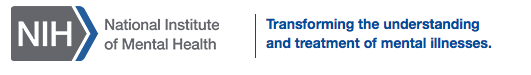 NIH
National Institute
of Mental Health
Transforming the understanding
and treatment of mental illnesses.